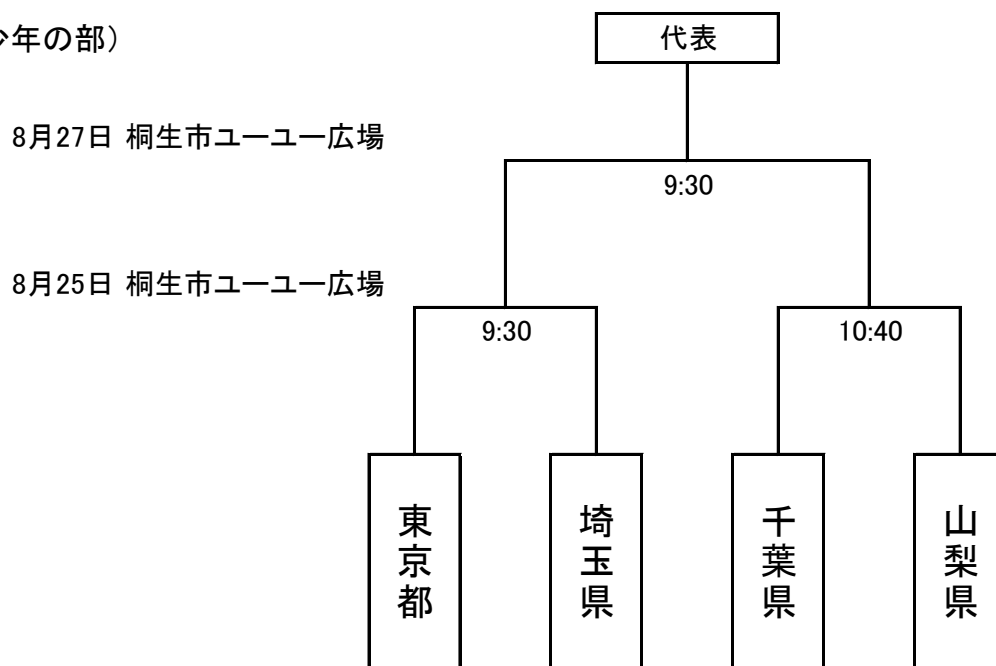 少年の部）
代表
8月27日 桐生市ユーユー広場
9:30
8月25日 桐生市ユーユー広場
9:30
10:40
東京都
埼玉県
千葉県
山梨県